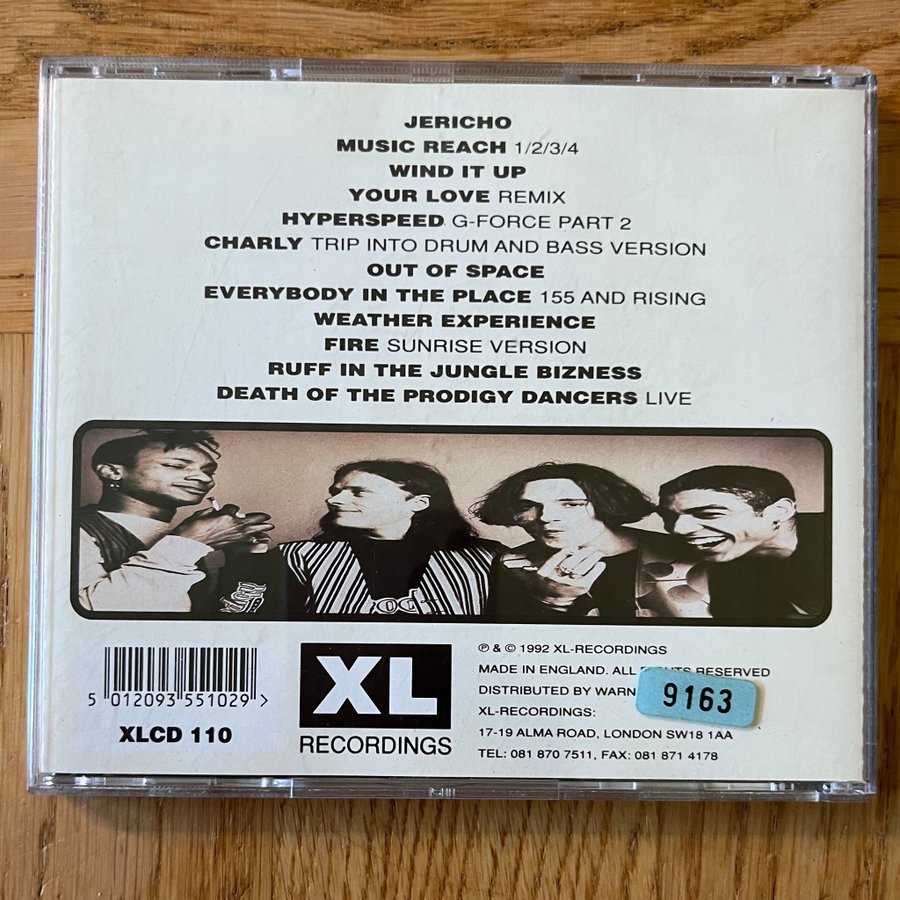 JERICHO
MUSIC REACH 1/2/3/4
WIND IT UP
YOUR LOVE REMIX
HYPERSPEED G-FORCE PART 2
CHARLY TRIP INTO DRUM AND BASS VERSION
OUT OF SPACE
EVERYBODY IN THE PLACE 155 AND RISING
WEATHER EXPERIENCE
FIRE SUNRISE VERSION
RUFF IN THE JUNGLE BIZNESS
DEATH OF THE PRODIGY DANCERS LIVE
5 012093 551029 >
XLCD 110
XL
RECORDINGS
℗ & © 1992 XL-RECORDINGS
MADE IN ENGLAND. ALL RIGHTS RESERVED
DISTRIBUTED BY WARN
9163
XL-RECORDINGS:
17-19 ALMA ROAD, LONDON SW18 1AA
TEL: 081 870 7511, FAX: 081 871 4178